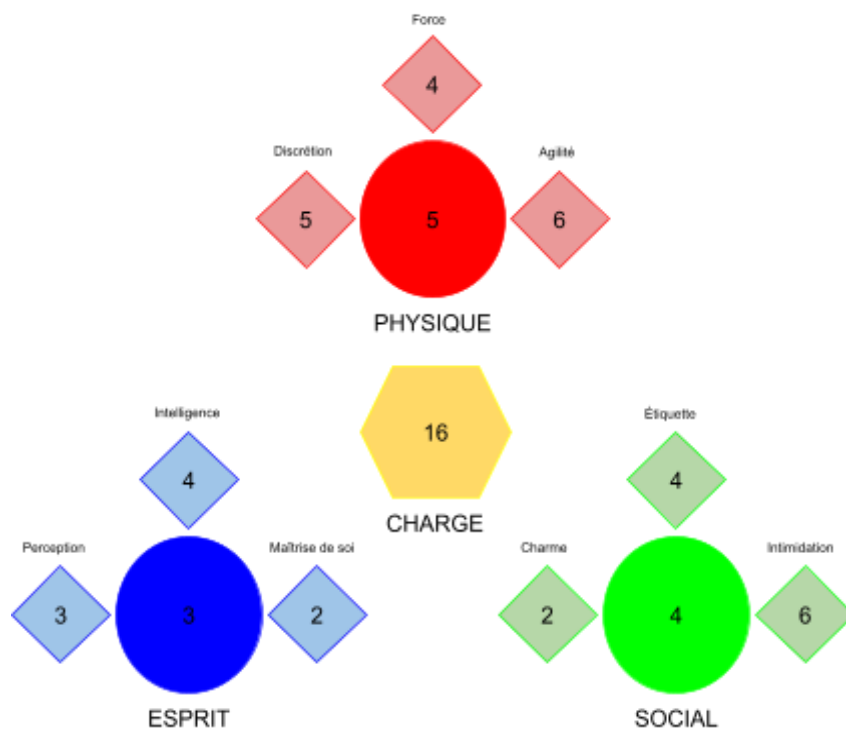 Force
4
Discrétion
Agilité
5
5
6
PHYSIQUE
16
CHARGE
Intelligence
4
Perception
Maîtrise de soi
3
3
2
ESPRIT
Étiquette
4
Charme
Intimidation
2
4
6
SOCIAL